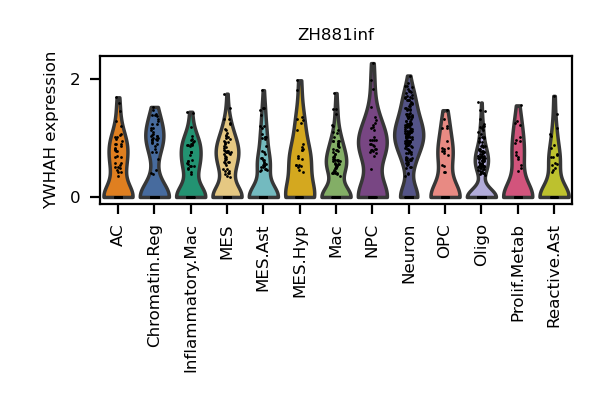 ZH881inf
YWHAH expression
2
0
AC
Chromatin.Reg
Inflammatory.Mac
MES
MES.Ast
MES.Hyp
Mac
NPC
Neuron
OPC
Oligo
Prolif.Metab
Reactive.Ast